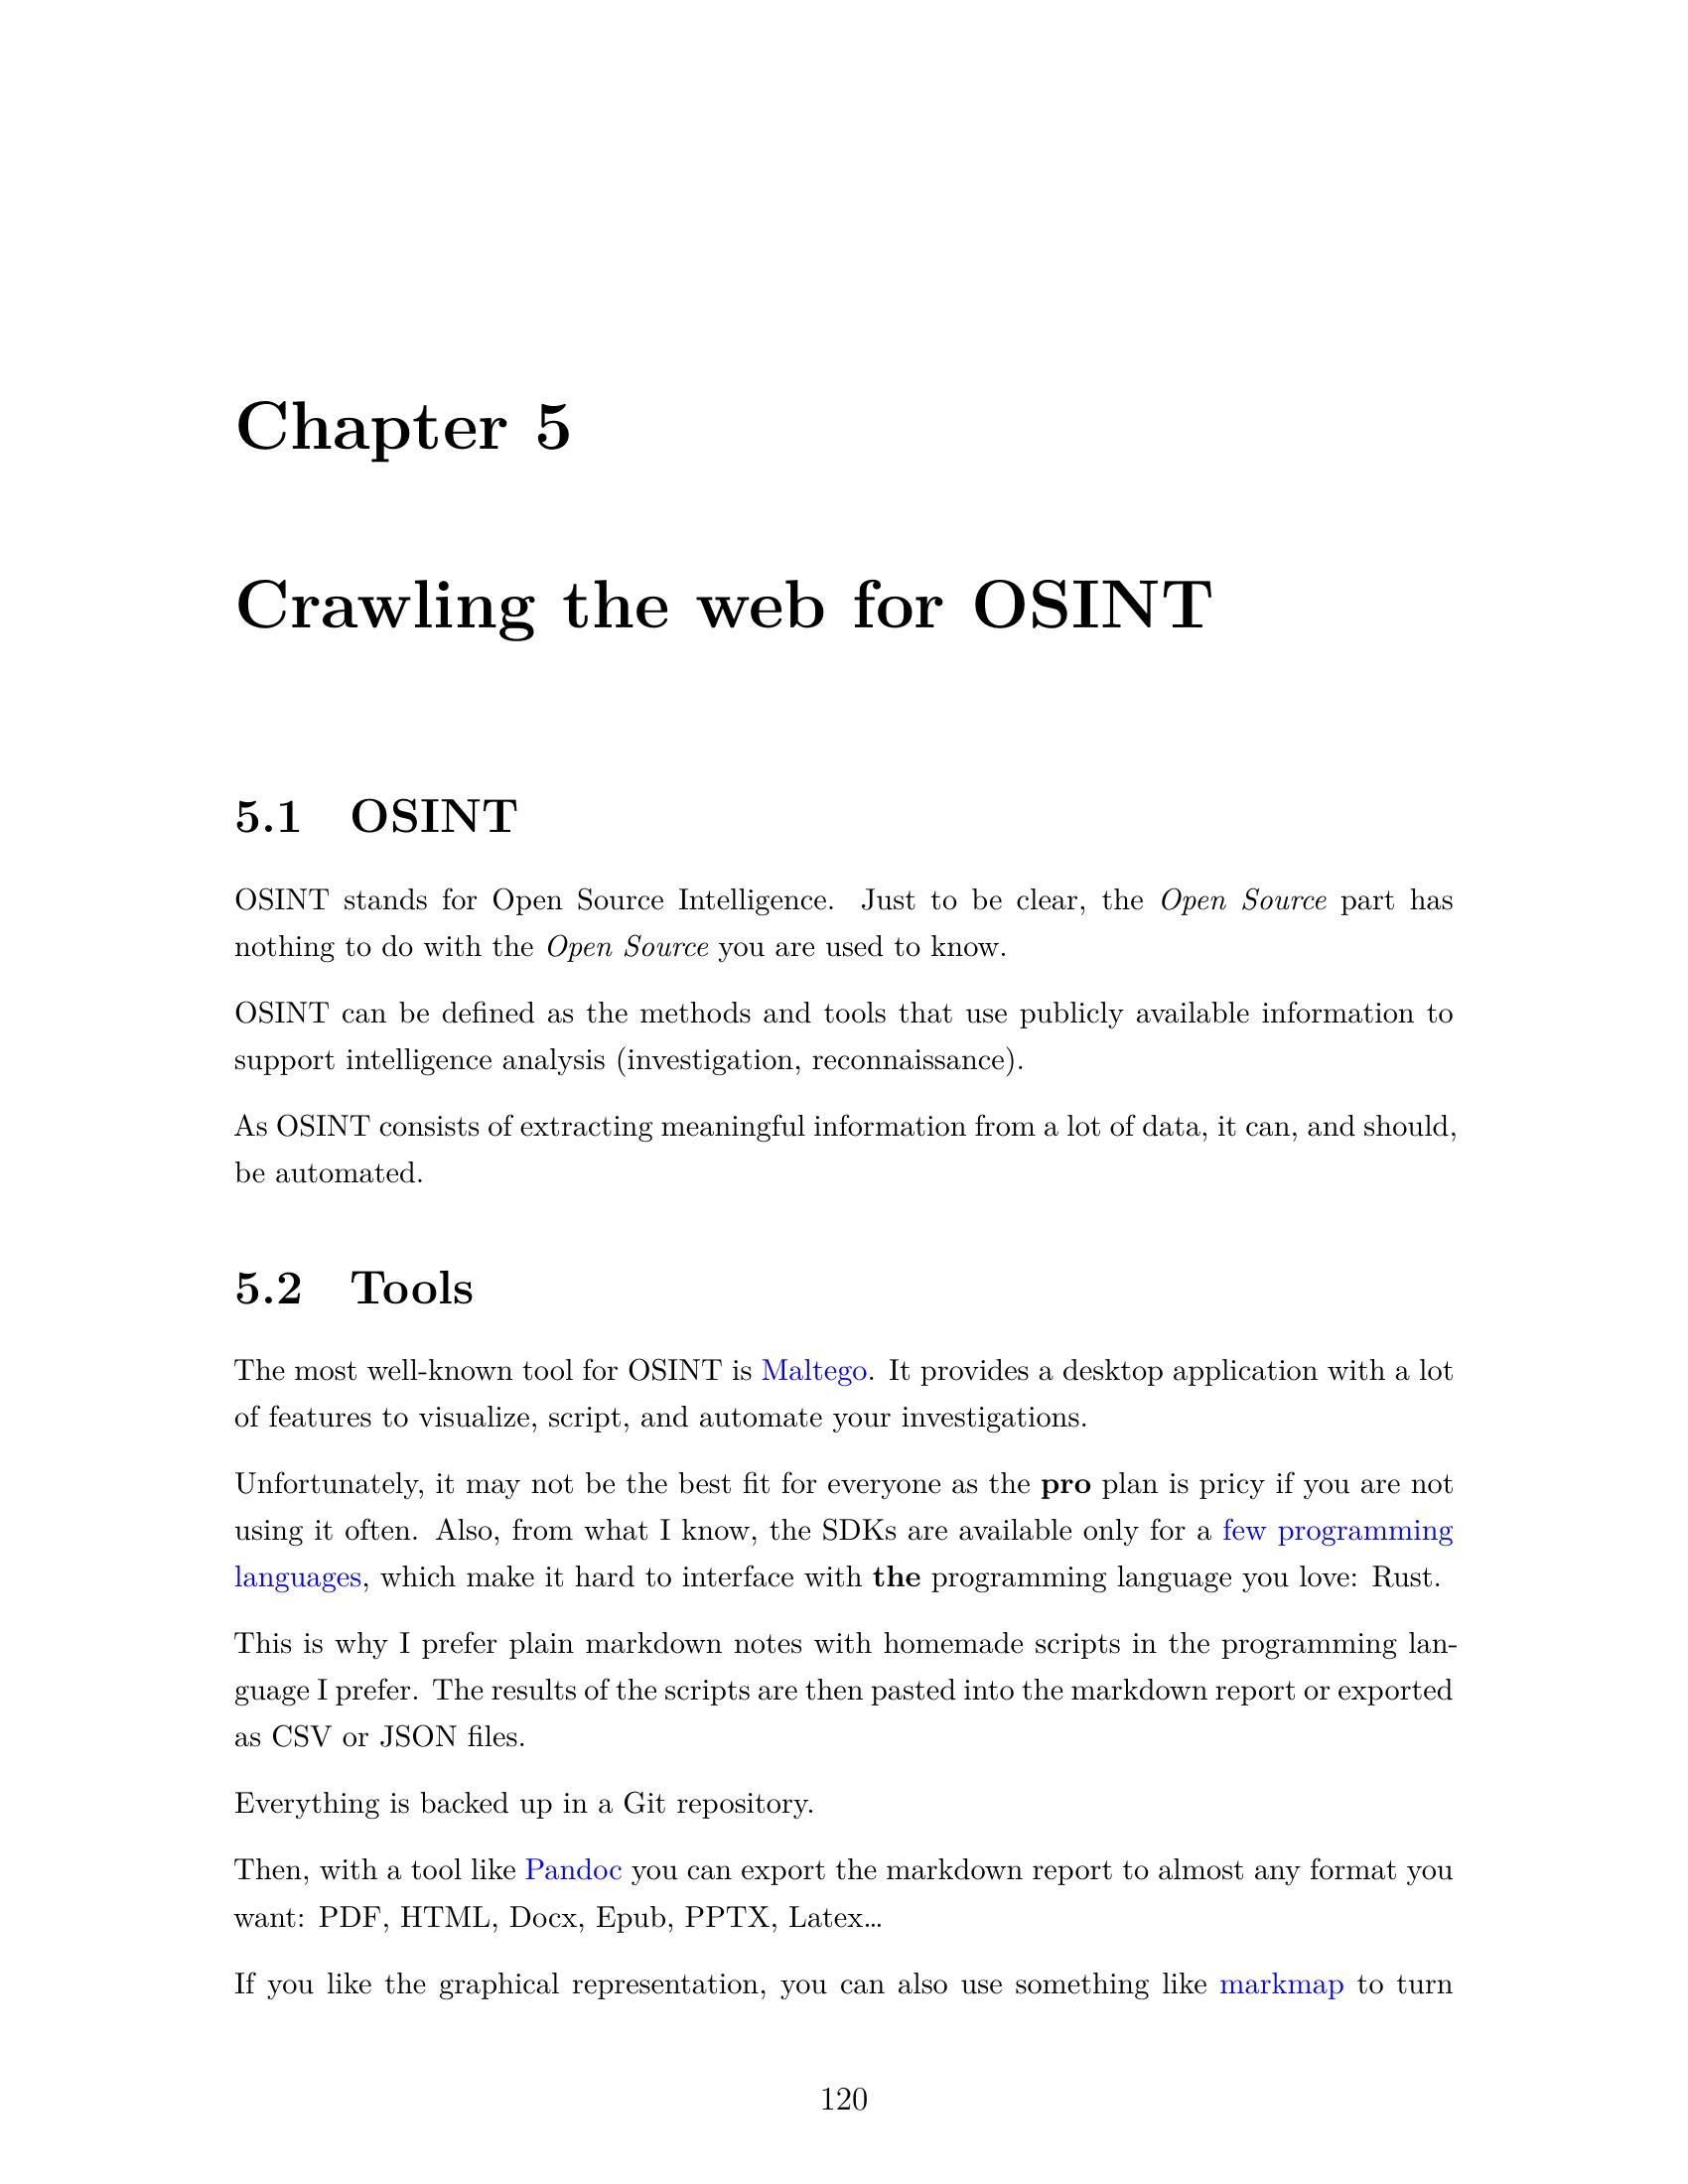 Chapter 5
Crawling the web for OSINT
5.1 OSINT
OSINT stands for Open Source Intelligence. Just to be clear, the Open Source part has
nothing to do with the Open Source you are used to know.
OSINT can be defined as the methods and tools that use publicly available information to
support intelligence analysis (investigation, reconnaissance).
As OSINT consists of extracting meaningful information from a lot of data, it can, and should,
be automated.
5.2 Tools
The most well-known tool for OSINT is Maltego. It provides a desktop application with a lot
of features to visualize, script, and automate your investigations.
Unfortunately, it may not be the best fit for everyone as the pro plan is pricy if you are not
using it often. Also, from what I know, the SDKs are available only for a few programming
languages, which make it hard to interface with the programming language you love: Rust.
This is why I prefer plain markdown notes with homemade scripts in the programming lan-
guage I prefer. The results of the scripts are then pasted into the markdown report or exported
as CSV or JSON files.
Everything is backed up in a Git repository.
Then, with a tool like Pandoc you can export the markdown report to almost any format you
want: PDF, HTML, Docx, Epub, PPTX, Latex…
If you like the graphical representation, you can also use something like markmap to turn
120